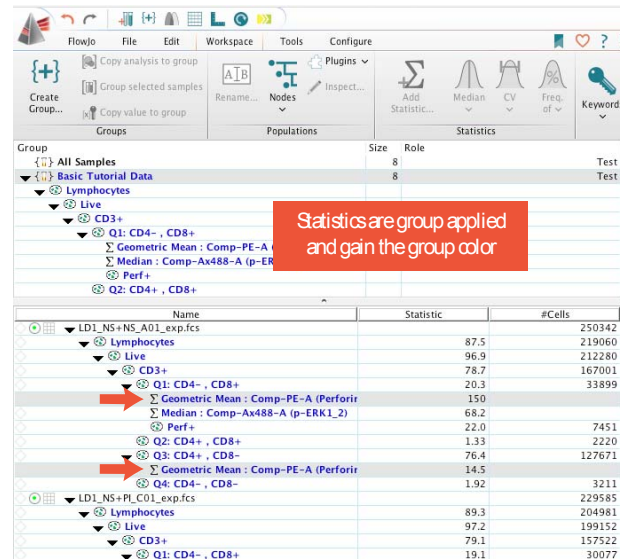 FlowJo File Edit Workspace Tools Configure ?
{+} Copy analysis to group A|B Plugins Σ
Group selected samples Inspect...
Create Group... Copy value to group Rename... Nodes Add Statistic... Median CV Freq. of Keyword
Groups Populations Statistics
Group Size Role
All Samples 8 Test
Basic Tutorial Data 8 Test
Lymphocytes
Live
CD3+
Q1: CD4- , CD8+
Σ Geometric Mean : Comp-PE-A (
Σ Median : Comp-Ax488-A (p-ER
Perf+
Q2: CD4+ , CD8+
Statistics are group applied
and gain the group color
Name Statistic #Cells
LD1_NS+NS_A01_exp.fcs 250342
Lymphocytes 87.5 219060
Live 96.9 212280
CD3+ 78.7 167001
Q1: CD4- , CD8+ 20.3 33899
Σ Geometric Mean : Comp-PE-A (Perforin 150
Σ Median : Comp-Ax488-A (p-ERK1_2) 68.2
Perf+ 22.0 7451
Q2: CD4+ , CD8+ 1.33 2220
Q3: CD4+ , CD8- 76.4 127671
Σ Geometric Mean : Comp-PE-A (Perforin 14.5
Q4: CD4- , CD8- 1.92 3211
LD1_NS+PI_C01_exp.fcs 229585
Lymphocytes 89.3 204981
Live 97.2 199152
CD3+ 79.1 157522
Q1: CD4- , CD8+ 19.1 30077